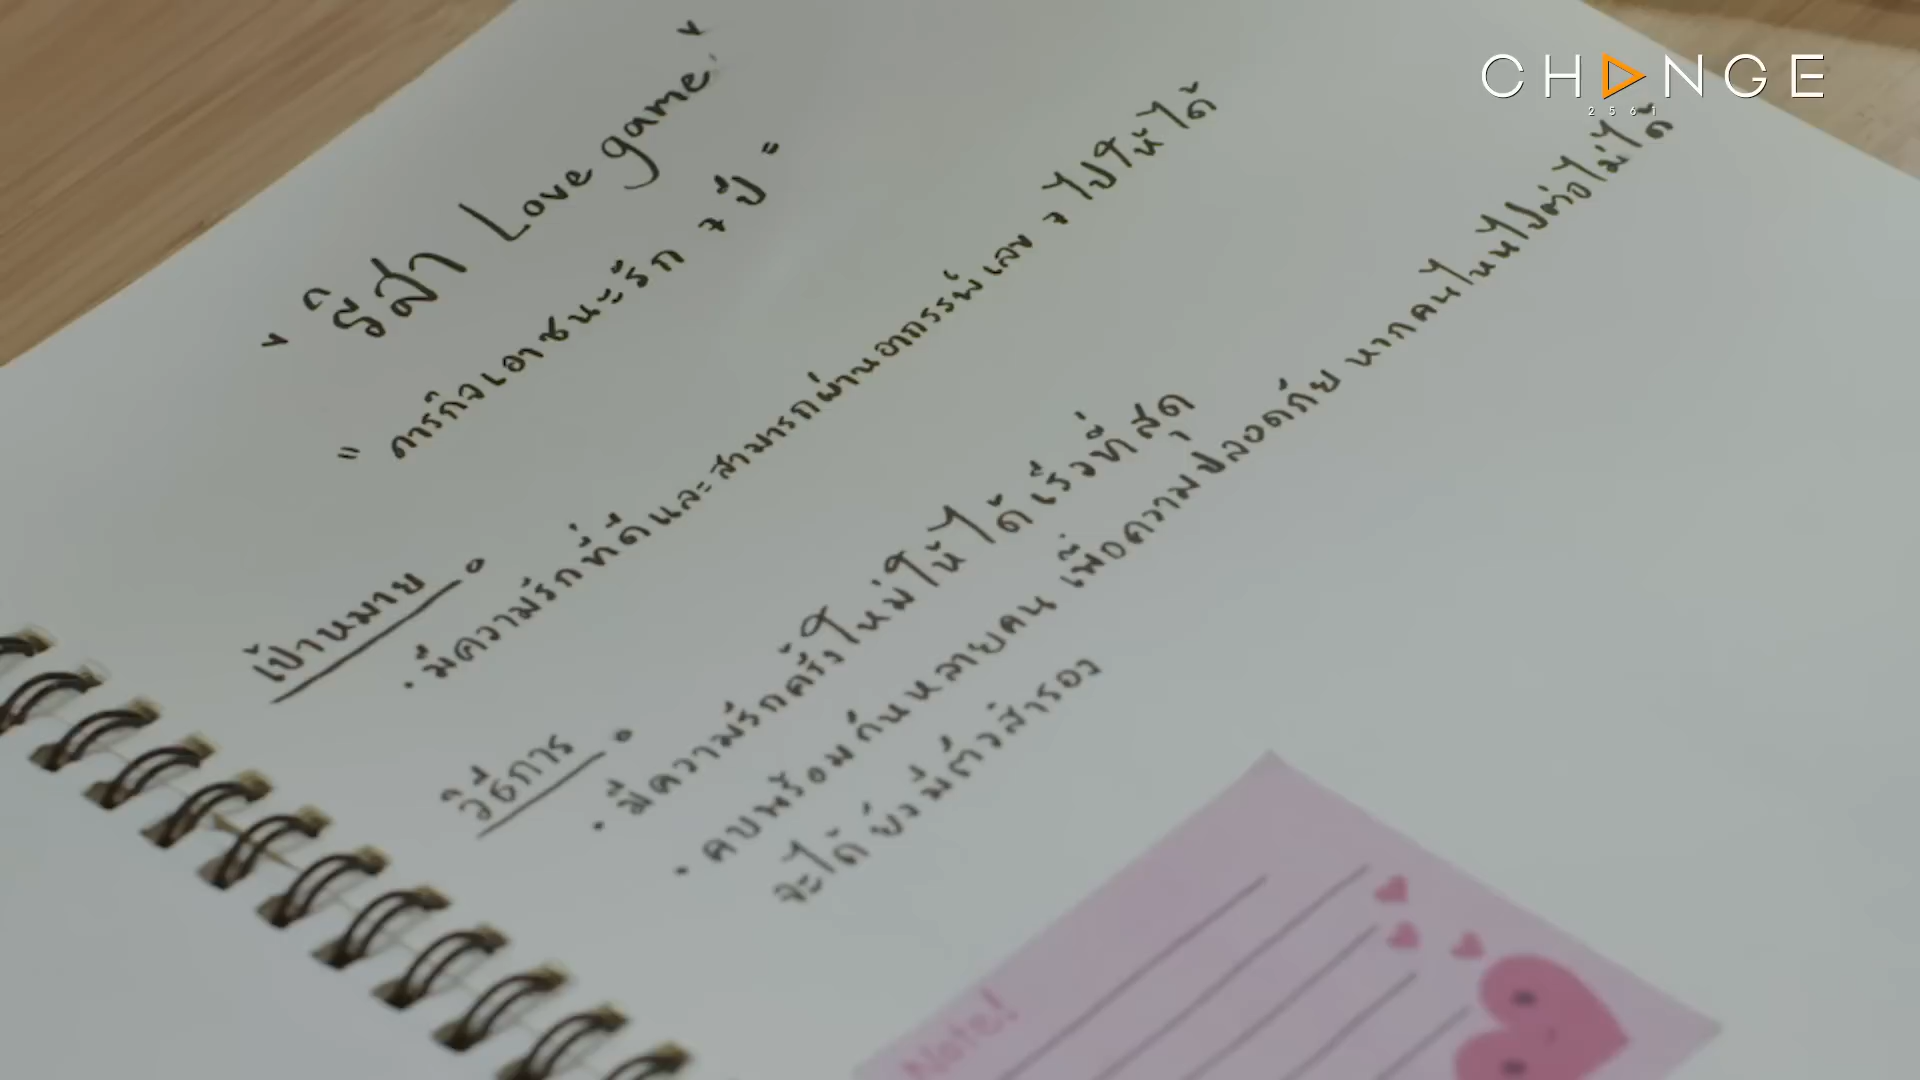 CHANGE
2561
" ริสา Love game "
" ภารกิจเอาชนะรัก ๗ ปี "
เป้าหมาย
• มีความรักที่ดีและสามารถผ่านอาถรรพ์เลข ๗ ไปให้ได้
วิธีการ
• มีความรักครั้งใหม่ให้ได้เร็วที่สุด
• คบพร้อมกันหลายคน เพื่อความปลอดภัย หากคนไหนไปต่อไม่ได้
จะได้ยังมีตัวสำรอง
Note!